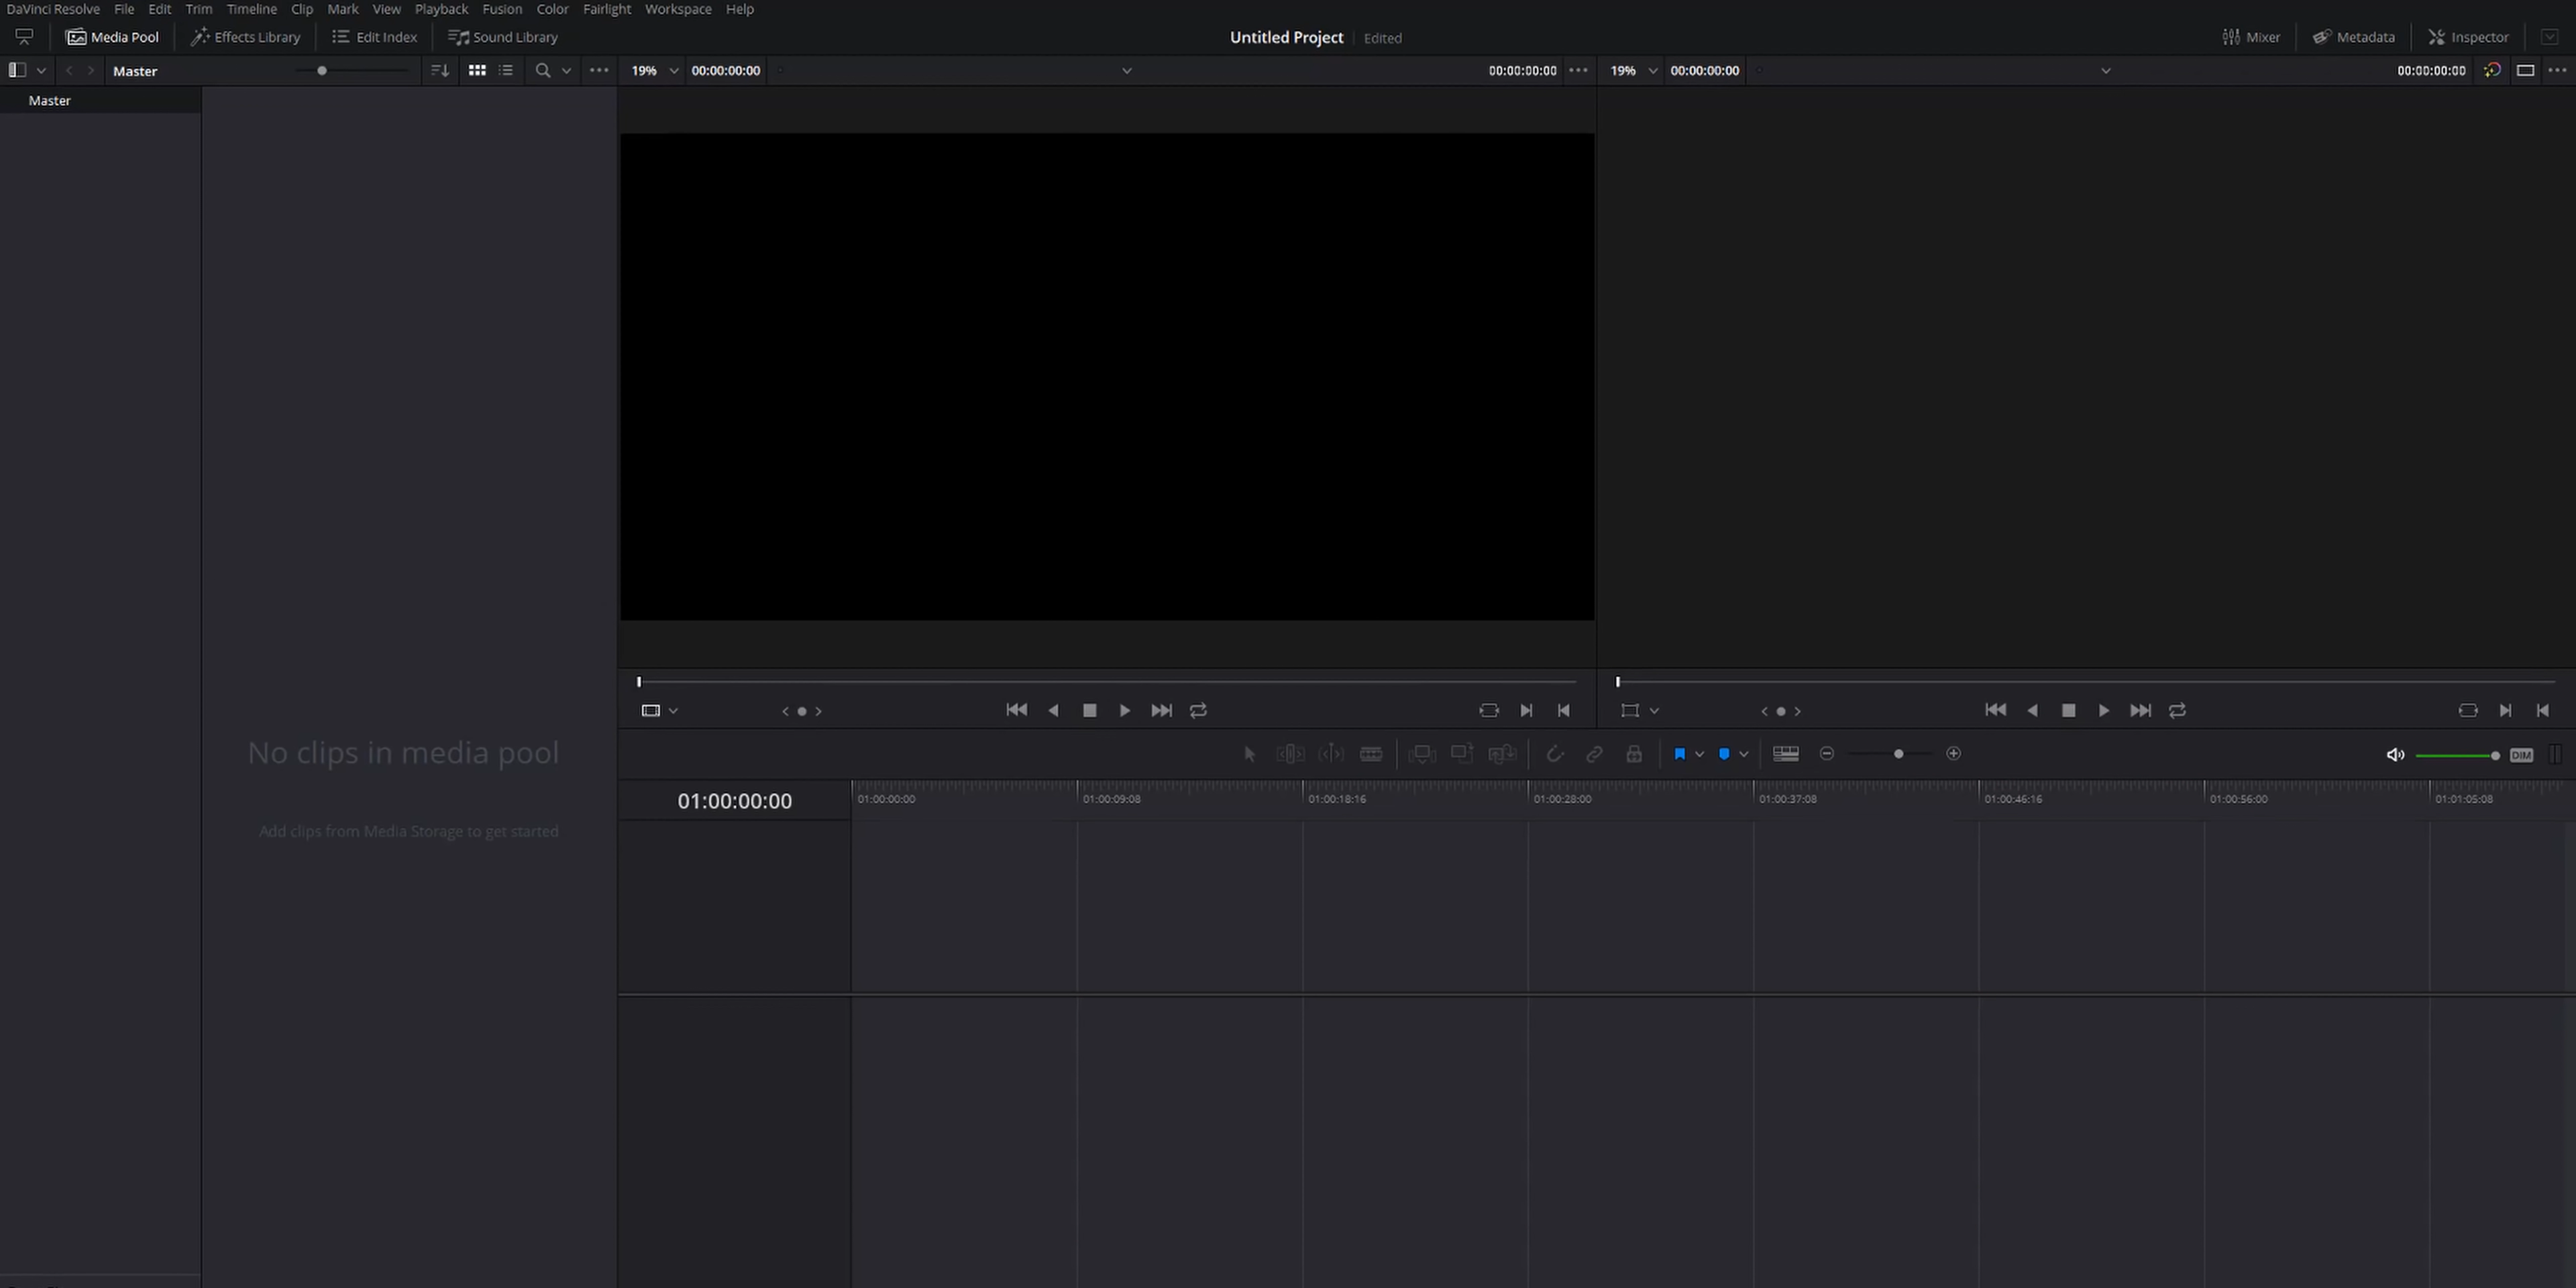 DaVinci Resolve File Edit Trim Timeline Clip Mark View Playback Fusion Color Fairlight Workspace Help
Media Pool Effects Library Edit Index Sound Library Untitled Project Edited Mixer Metadata Inspector
Master 19% 00:00:00:00 00:00:00:00 19% 00:00:00:00 00:00:00:00
Master
No clips in media pool
Add clips from Media Storage to get started
DIM
01:00:00:00 01:00:00:00 01:00:09:08 01:00:18:16 01:00:28:00 01:00:37:08 01:00:46:16 01:00:56:00 01:01:05:08